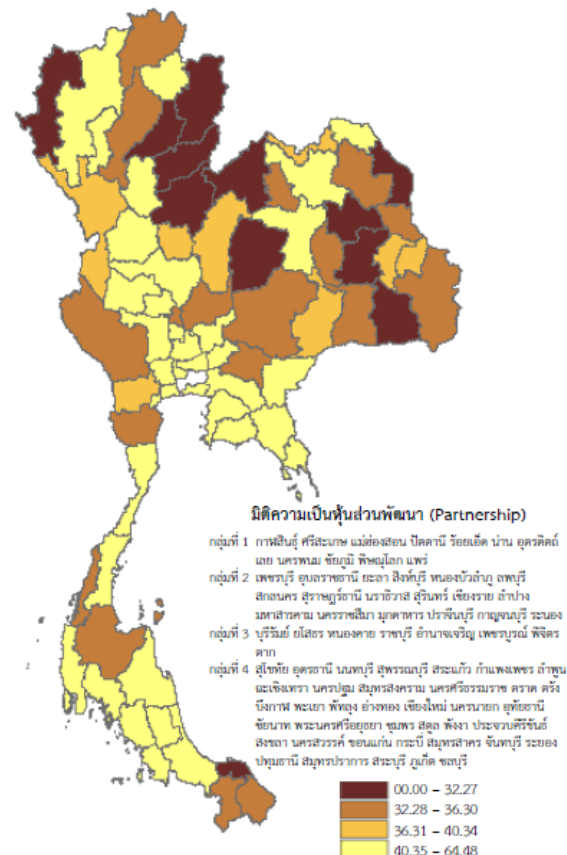 มิติความเป็นหุ้นส่วนพัฒนา (Partnership)
กลุ่มที่ 1 กาฬสินธุ์ ศรีสะเกษ แม่ฮ่องสอน ปัตตานี ร้อยเอ็ด น่าน อุตรดิตถ์
เลย นครพนม ชัยภูมิ พิษณุโลก แพร่
กลุ่มที่ 2 เพชรบุรี อุบลราชธานี ยะลา สิงห์บุรี หนองบัวลำภู ลพบุรี
สกลนคร สุราษฎร์ธานี นราธิวาส สุรินทร์ เชียงราย ลำปาง
มหาสารคาม นครราชสีมา มุกดาหาร ปราจีนบุรี กาญจนบุรี ระนอง
กลุ่มที่ 3 บุรีรัมย์ ยโสธร หนองคาย ราชบุรี อำนาจเจริญ เพชรบูรณ์ พิจิตร
ตาก
กลุ่มที่ 4 สุโขทัย อุดรธานี นนทบุรี สุพรรณบุรี สระแก้ว กำแพงเพชร ลำพูน
ฉะเชิงเทรา นครปฐม สมุทรสงคราม นครศรีธรรมราช ตราด ตรัง
บึงกาฬ พะเยา พัทลุง อ่างทอง เชียงใหม่ นครนายก อุทัยธานี
ชัยนาท พระนครศรีอยุธยา ชุมพร สตูล พังงา ประจวบคีรีขันธ์
สงขลา นครสวรรค์ ขอนแก่น กระบี่ สมุทรสาคร จันทบุรี ระยอง
ปทุมธานี สมุทรปราการ สระบุรี ภูเก็ต ชลบุรี
00.00 – 32.27
32.28 – 36.30
36.31 – 40.34
40.35 – 64.48